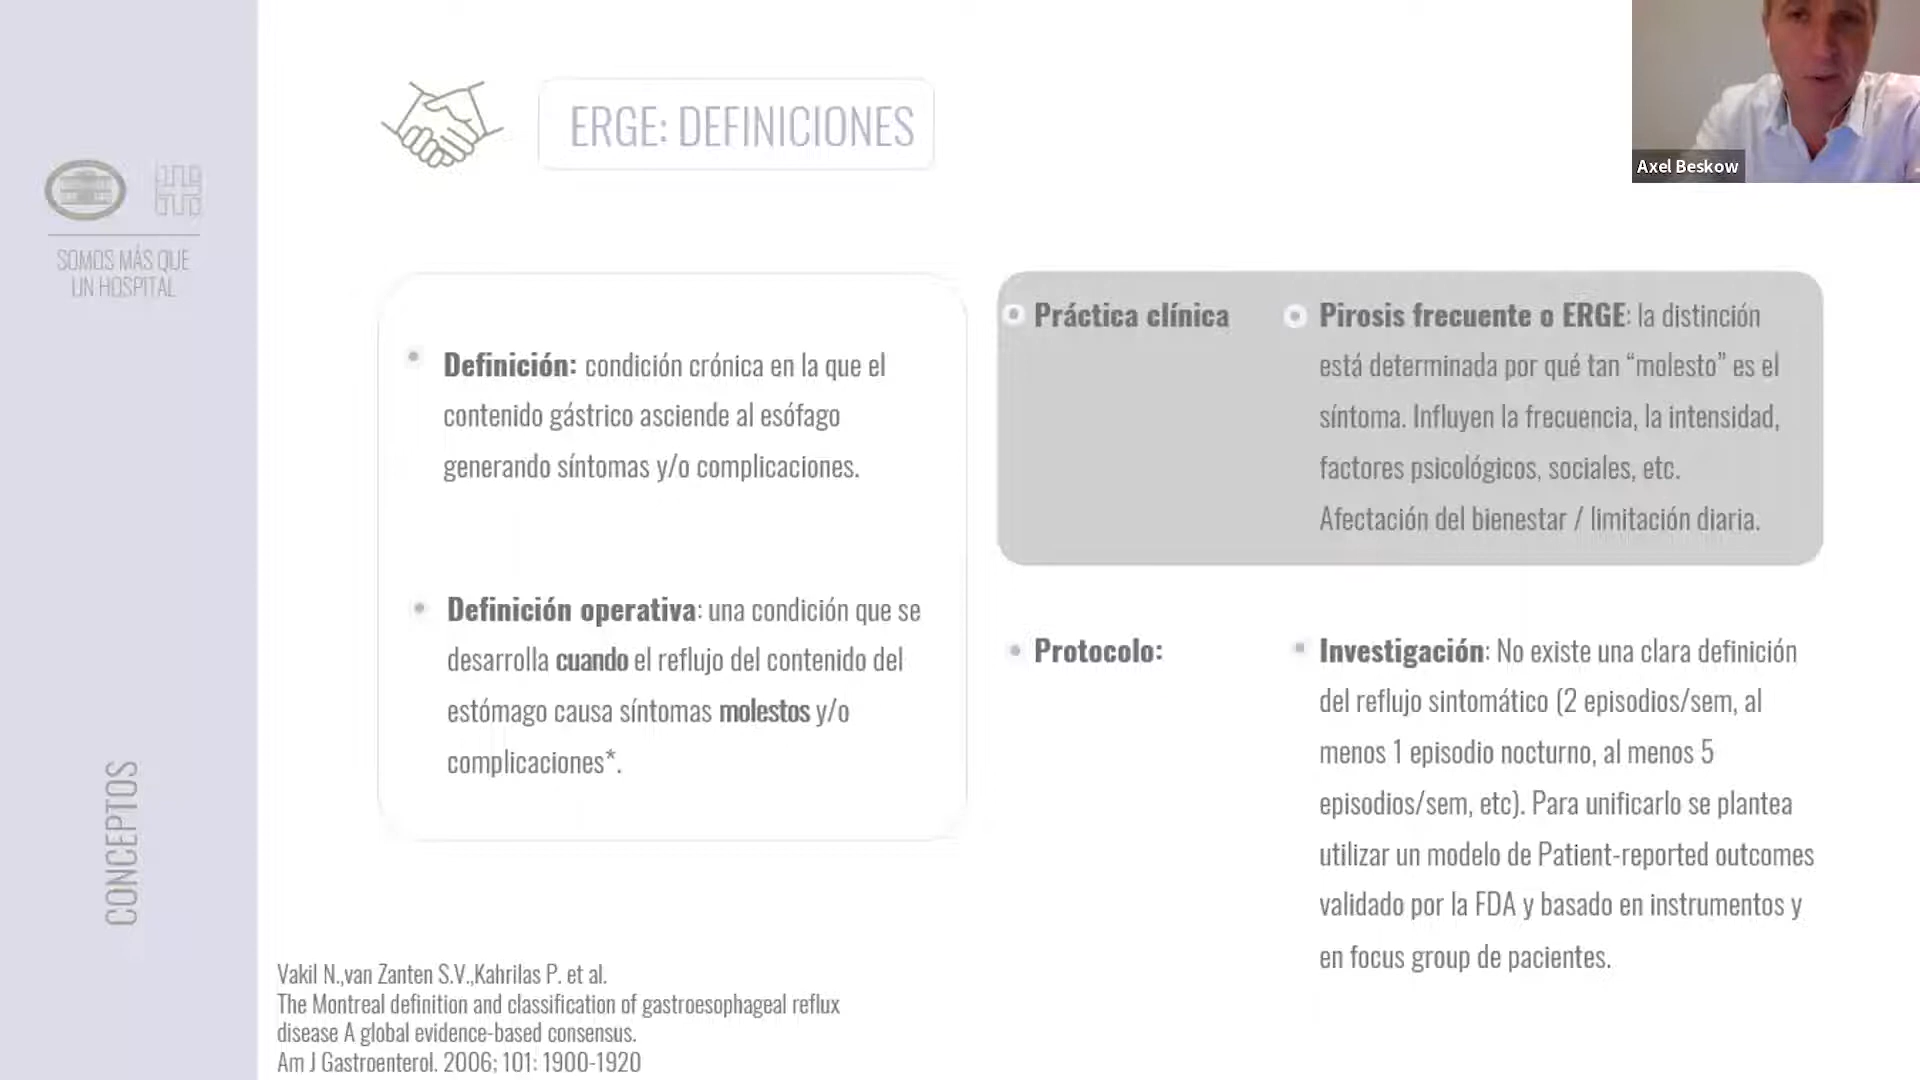 ERGE: DEFINICIONES
Axel Beskow
SOMOS MÁS QUE
UN HOSPITAL
CONCEPTOS
Definición: condición crónica en la que el
contenido gástrico asciende al esófago
generando síntomas y/o complicaciones.
Definición operativa: una condición que se
desarrolla cuando el reflujo del contenido del
estómago causa síntomas molestos y/o
complicaciones*.
Práctica clínica
Pirosis frecuente o ERGE: la distinción
está determinada por qué tan “molesto” es el
síntoma. Influyen la frecuencia, la intensidad,
factores psicológicos, sociales, etc.
Afectación del bienestar / limitación diaria.
Protocolo:
Investigación: No existe una clara definición
del reflujo sintomático (2 episodios/sem, al
menos 1 episodio nocturno, al menos 5
episodios/sem, etc). Para unificarlo se plantea
utilizar un modelo de Patient-reported outcomes
validado por la FDA y basado en instrumentos y
en focus group de pacientes.
Vakil N.,van Zanten S.V.,Kahrilas P. et al.
The Montreal definition and classification of gastroesophageal reflux
disease A global evidence-based consensus.
Am J Gastroenterol. 2006; 101: 1900-1920